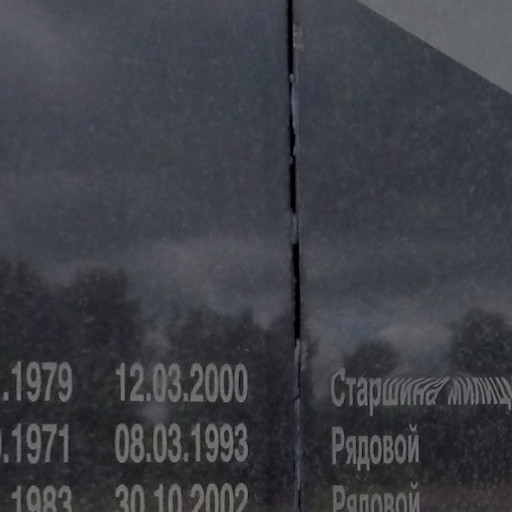 .1979 12.03.2000 Старшина милиц
.1971 08.03.1993 Рядовой
.1983 30.10.2002 Рядовой